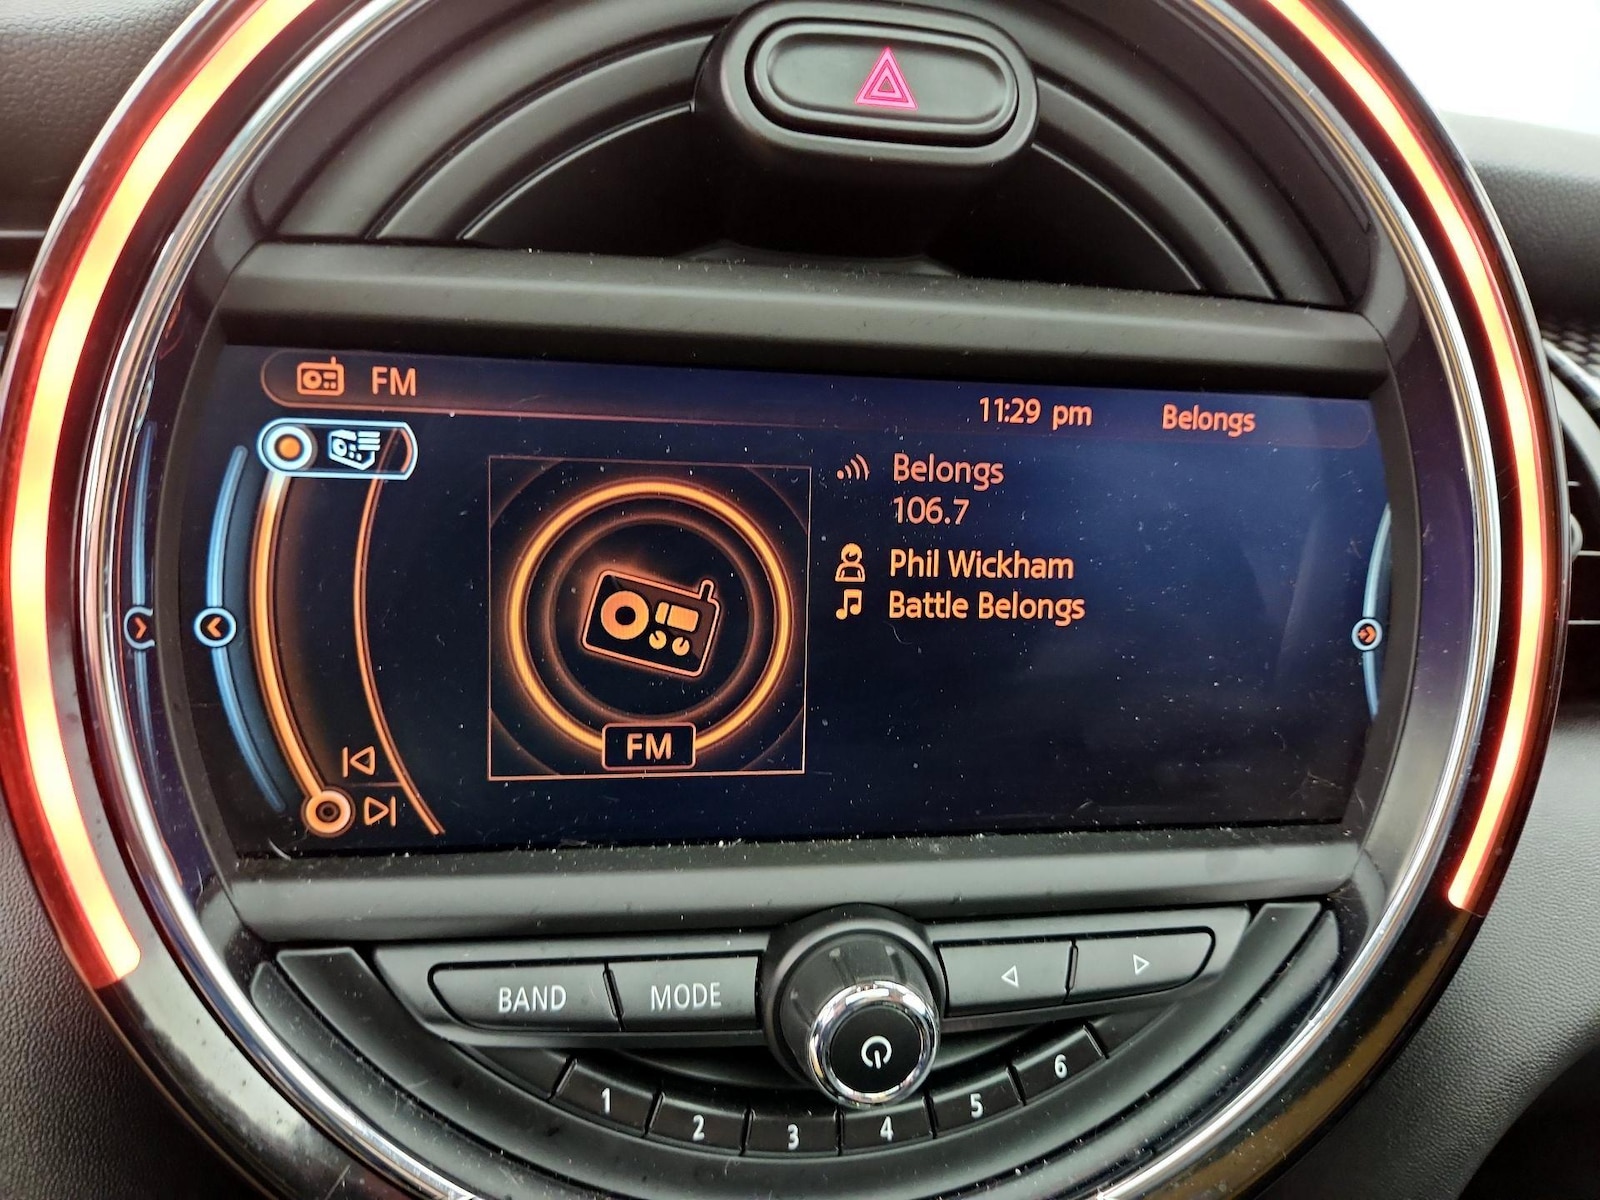 FM
11:29 pm
Belongs
Belongs
106.7
Phil Wickham
Battle Belongs
FM
BAND
MODE
1
2
3
4
5
6